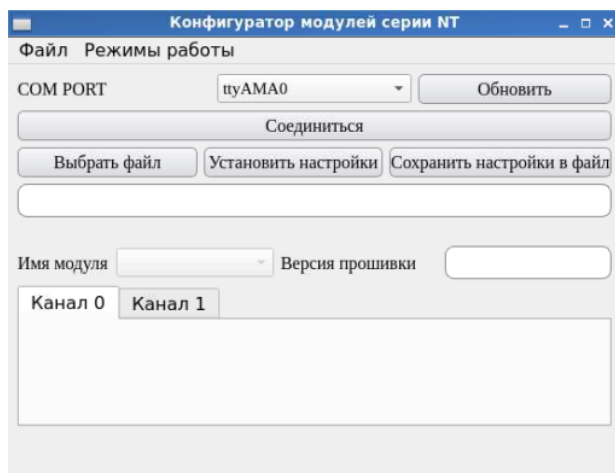 Конфигуратор модулей серии NT
Файл Режимы работы
COM PORT ttyAMA0 Обновить
Соединиться
Выбрать файл Установить настройки Сохранить настройки в файл
Имя модуля Версия прошивки
Канал 0 Канал 1